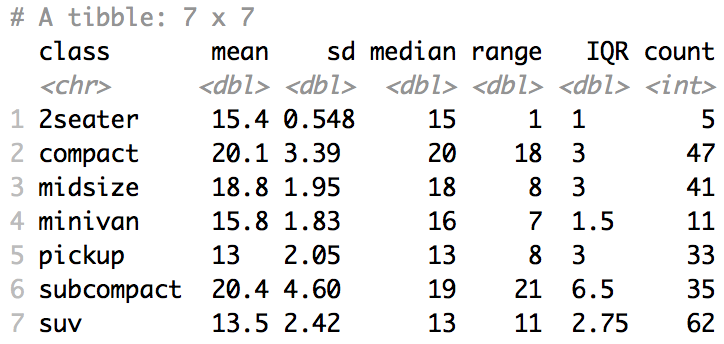 # A tibble: 7 x 7
class mean sd median range IQR count
<chr> <dbl> <dbl> <dbl> <dbl> <dbl> <int>
1 2seater 15.4 0.548 15 1 1 5
2 compact 20.1 3.39 20 18 3 47
3 midsize 18.8 1.95 18 8 3 41
4 minivan 15.8 1.83 16 7 1.5 11
5 pickup 13 2.05 13 8 3 33
6 subcompact 20.4 4.60 19 21 6.5 35
7 suv 13.5 2.42 13 11 2.75 62